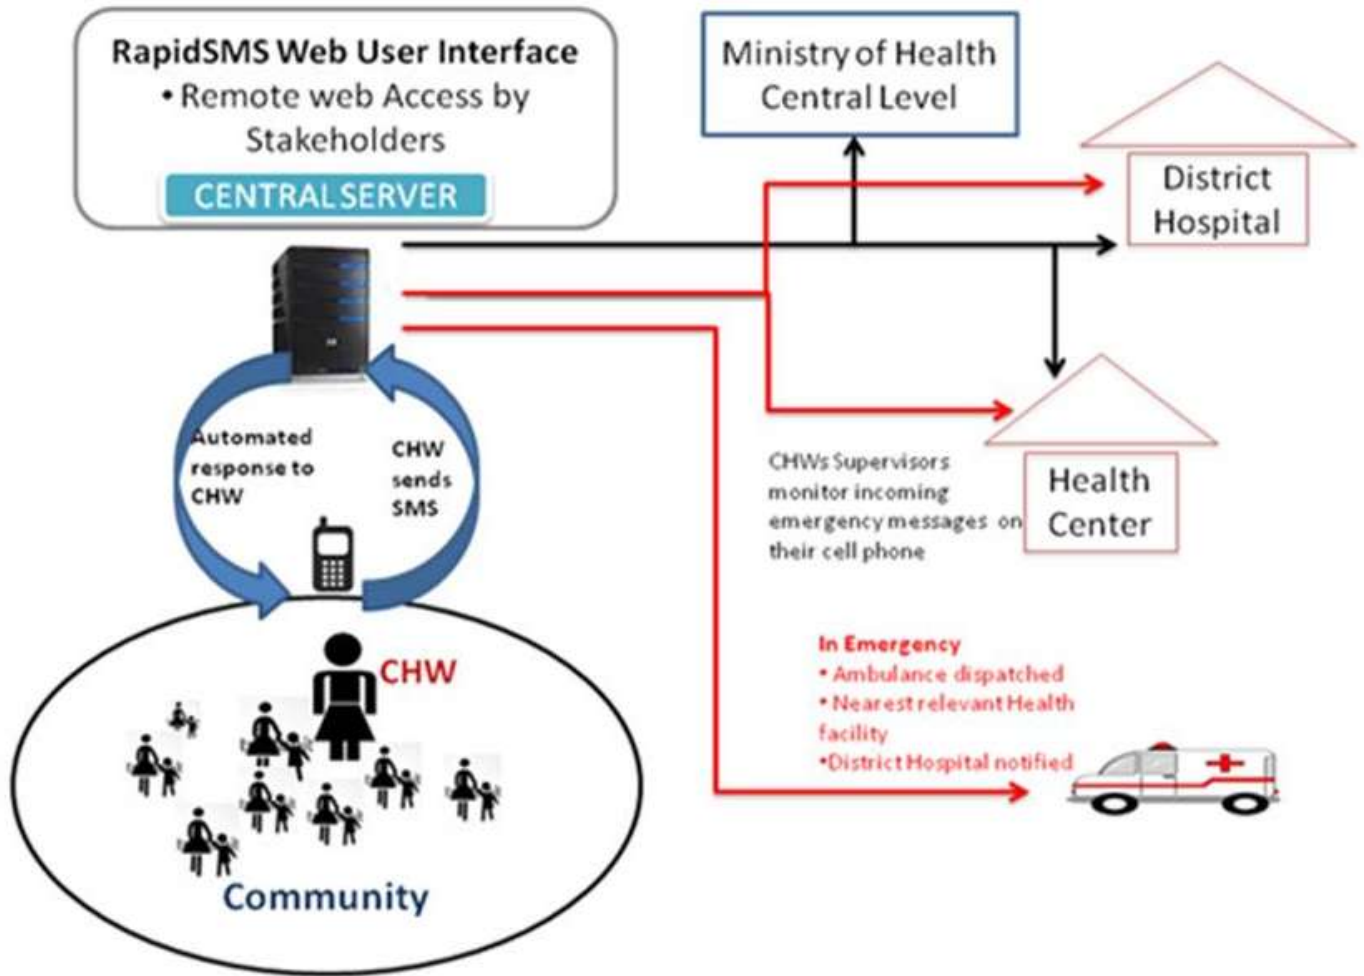 RapidSMS Web User Interface
• Remote web Access by
Stakeholders
CENTRAL SERVER
Ministry of Health
Central Level
District
Hospital
Automated
response to
CHW
CHW
sends
SMS
CHWs Supervisors
monitor incoming
emergency messages on
their cell phone
Health
Center
In Emergency
• Ambulance dispatched
• Nearest relevant Health
facility
•District Hospital notified
CHW
Community